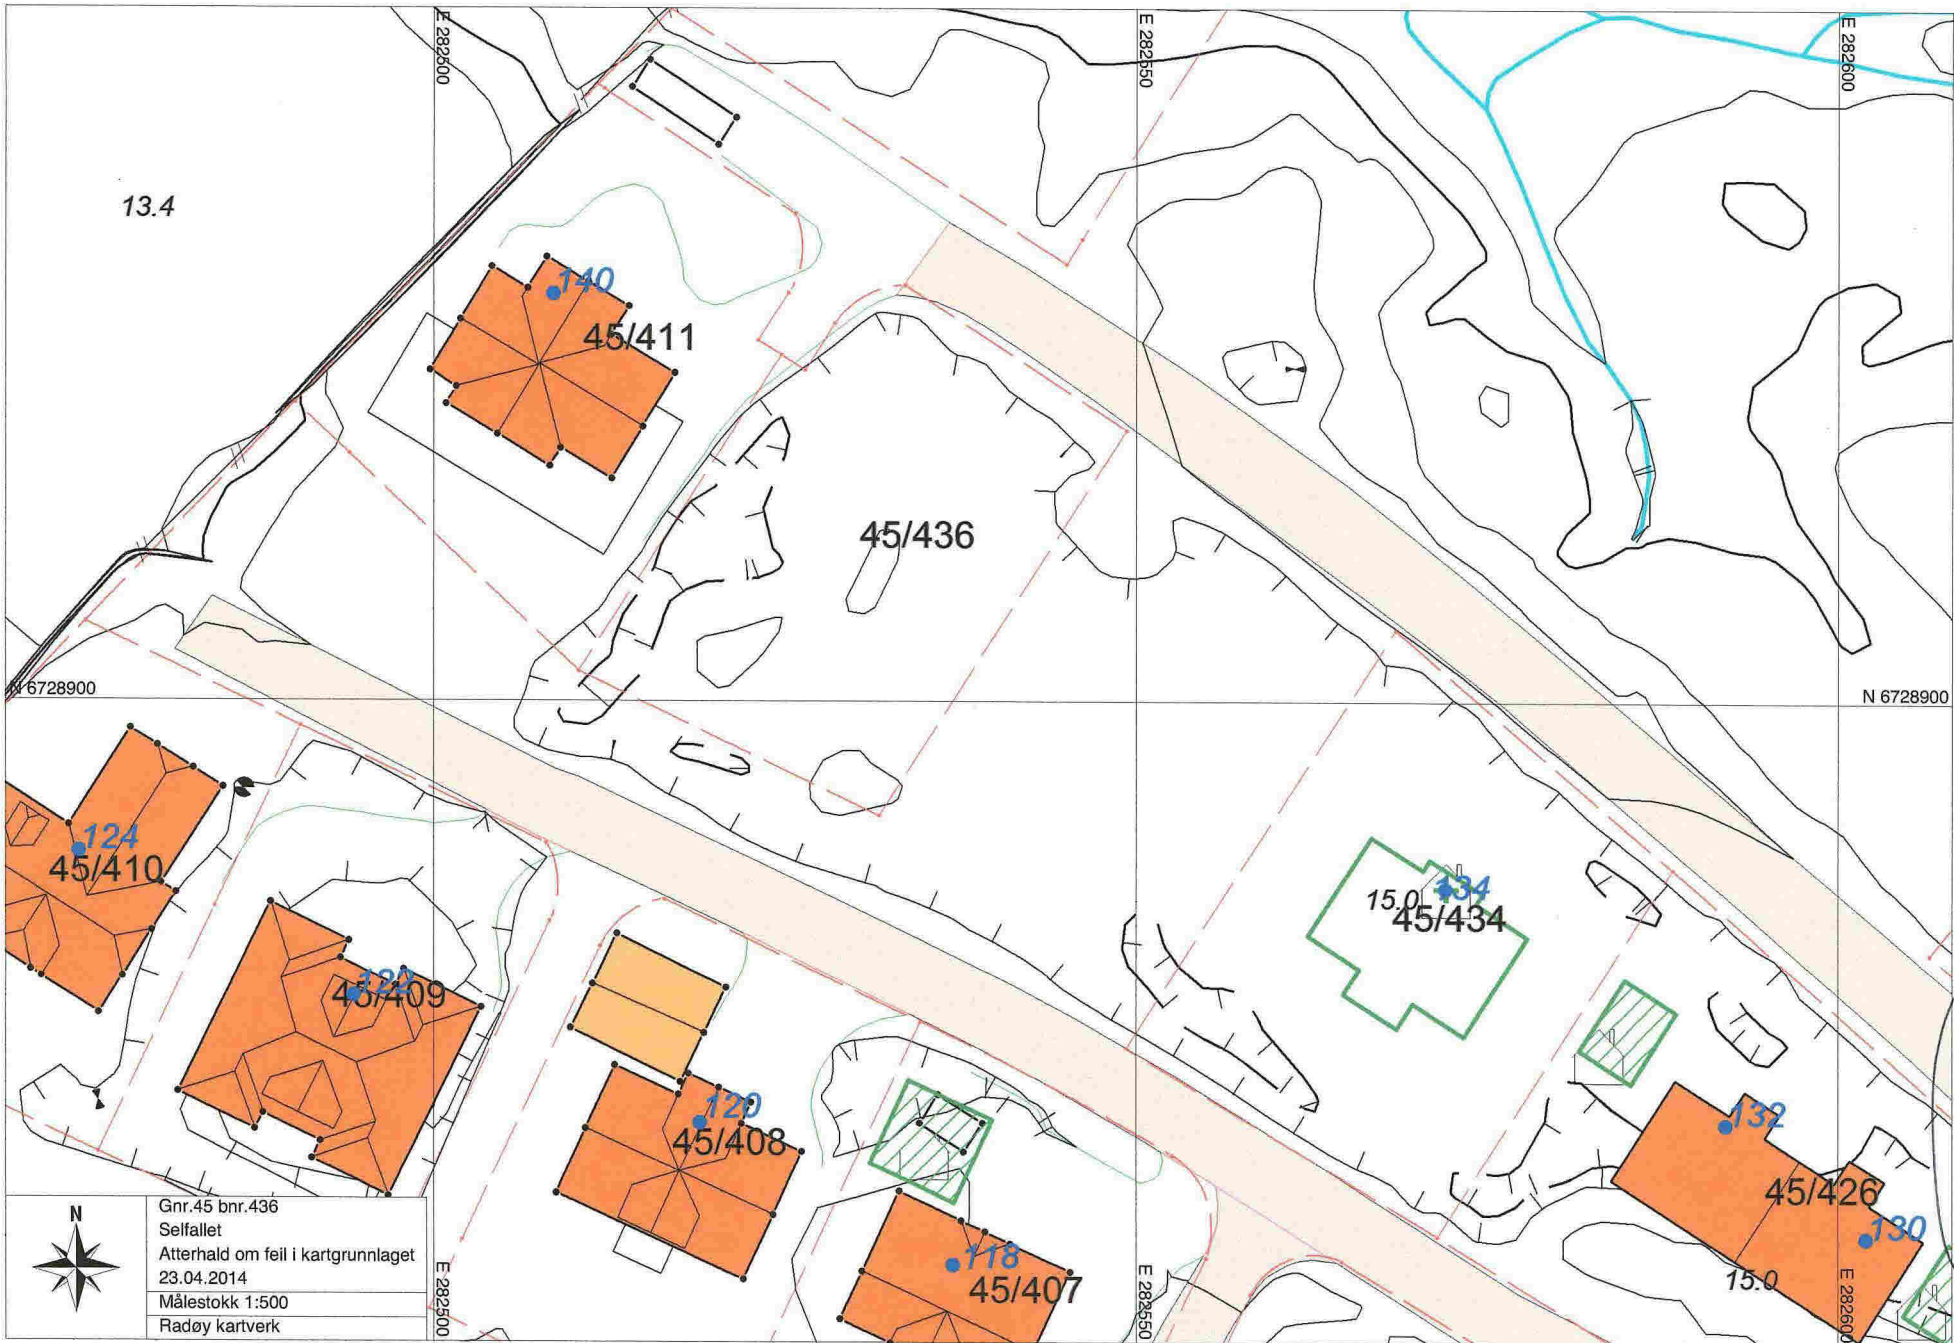 E 282500
E 282550
E 282600
13.4
140
45/411
45/436
N 6728900
N 6728900
124
45/410
134
15.0
45/434
122
45/409
120
45/408
132
45/426
130
118
45/407
15.0
N
Gnr.45 bnr.436
Selfallet
Atterhald om feil i kartgrunnlaget
23.04.2014
Målestokk 1:500
Radøy kartverk
E 282500
E 282550
E 282600